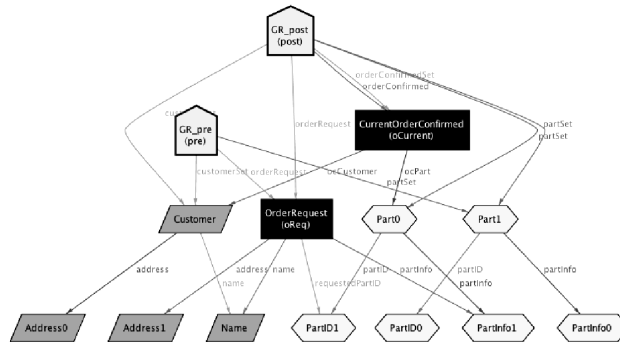 GR_post
(post)
orderConfirmedSet
orderConfirmed
GR_pre
(pre)
orderRequest
CurrentOrderConfirmed
(oCurrent)
partSet
partSet
customerSet
orderRequest
ocCustomer
ocPart
partSet
Customer
OrderRequest
(oReq)
Part0
Part1
address
name
address
name
requestedPartID
partID
partInfo
partInfo
partID
partInfo
Address0
Address1
Name
PartID1
PartID0
PartInfo1
PartInfo0